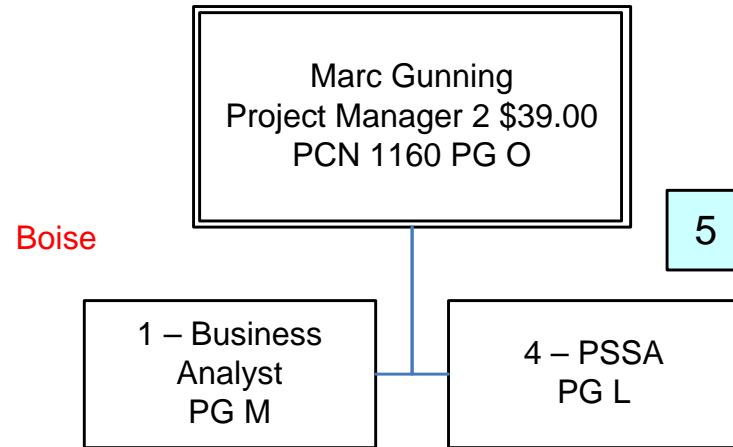 Marc Gunning
Project Manager 2 $39.00
PCN 1160 PG O
Boise
5
1 – Business
Analyst
PG M
4 – PSSA
PG L